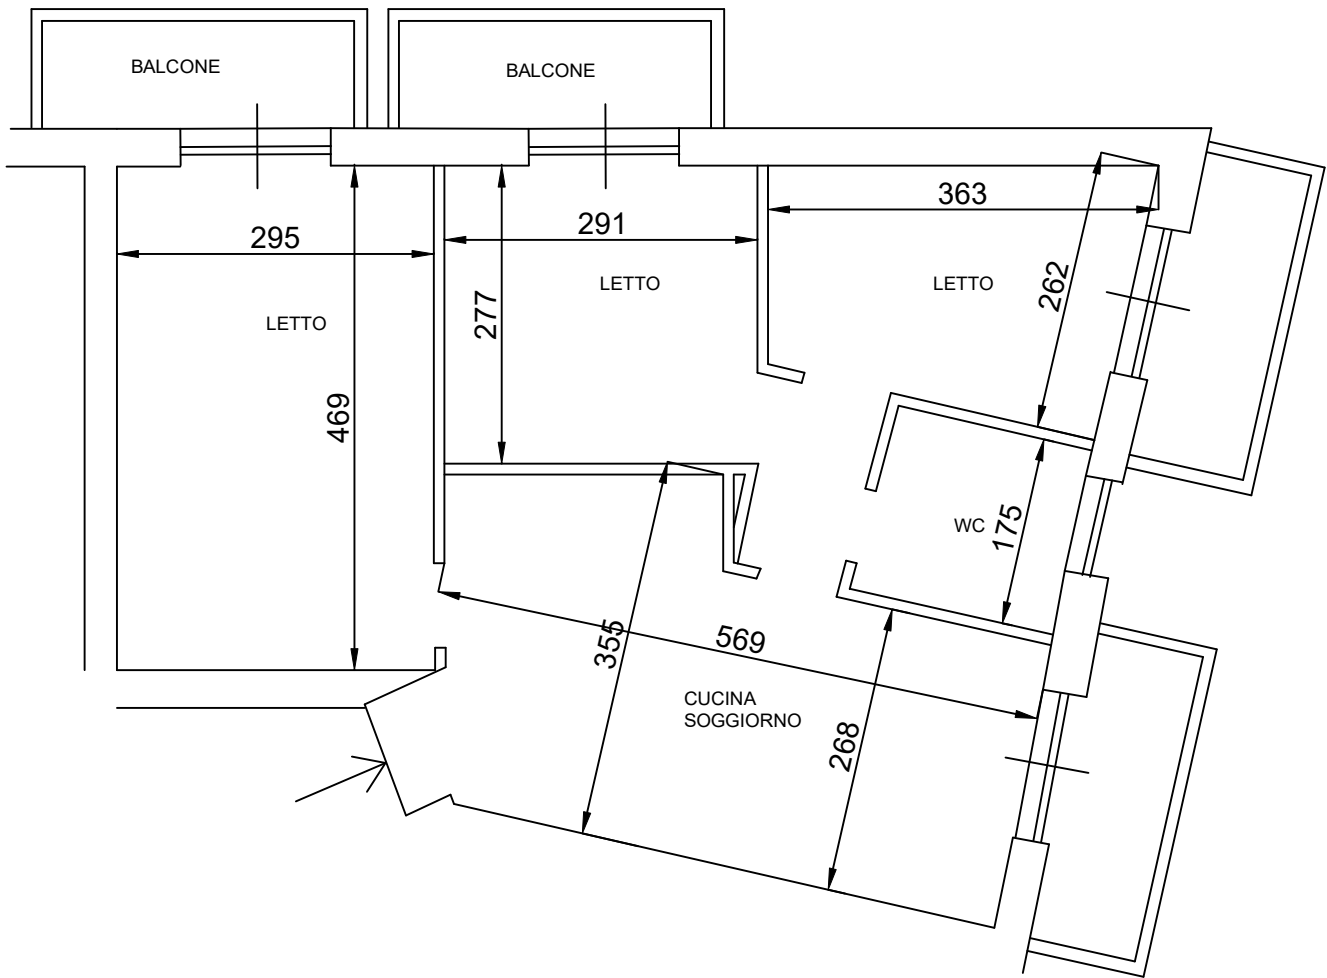 BALCONE
BALCONE
363
295
291
262
LETTO
LETTO
277
LETTO
469
WC
175
355
569
CUCINA
SOGGIORNO
268